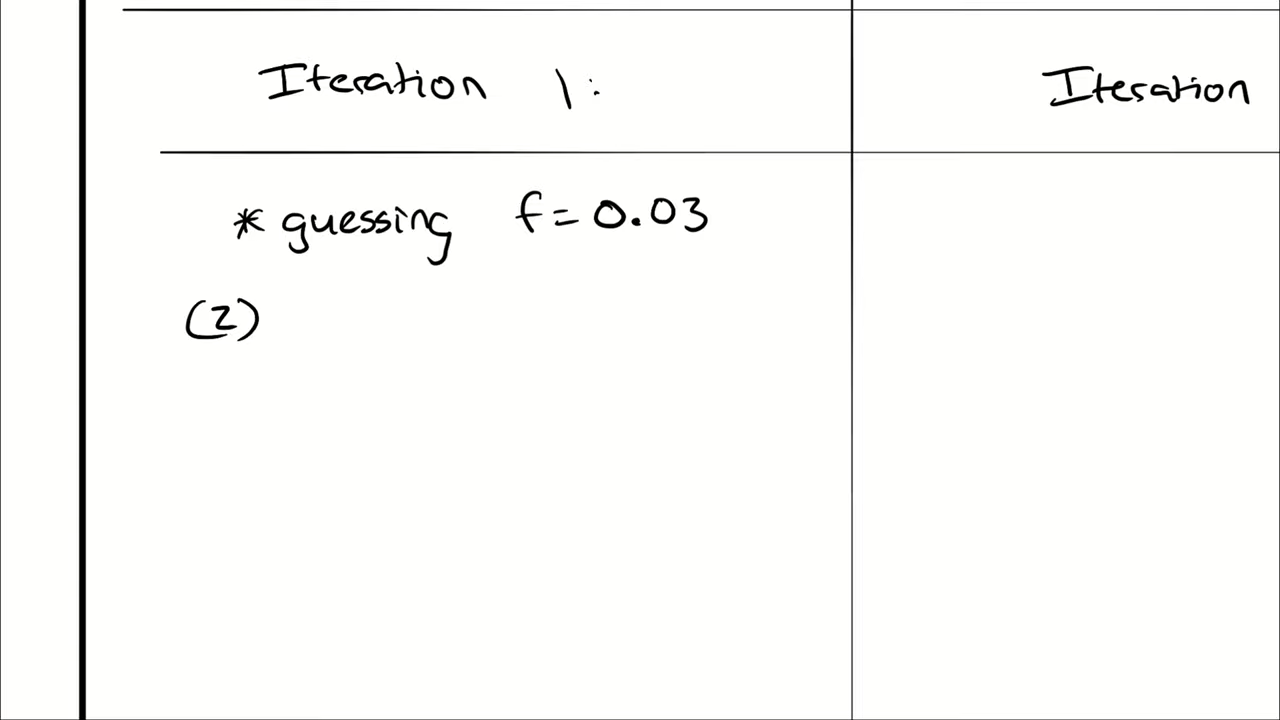 Iteration 1:
Iteration
* guessing f = 0.03
(2)